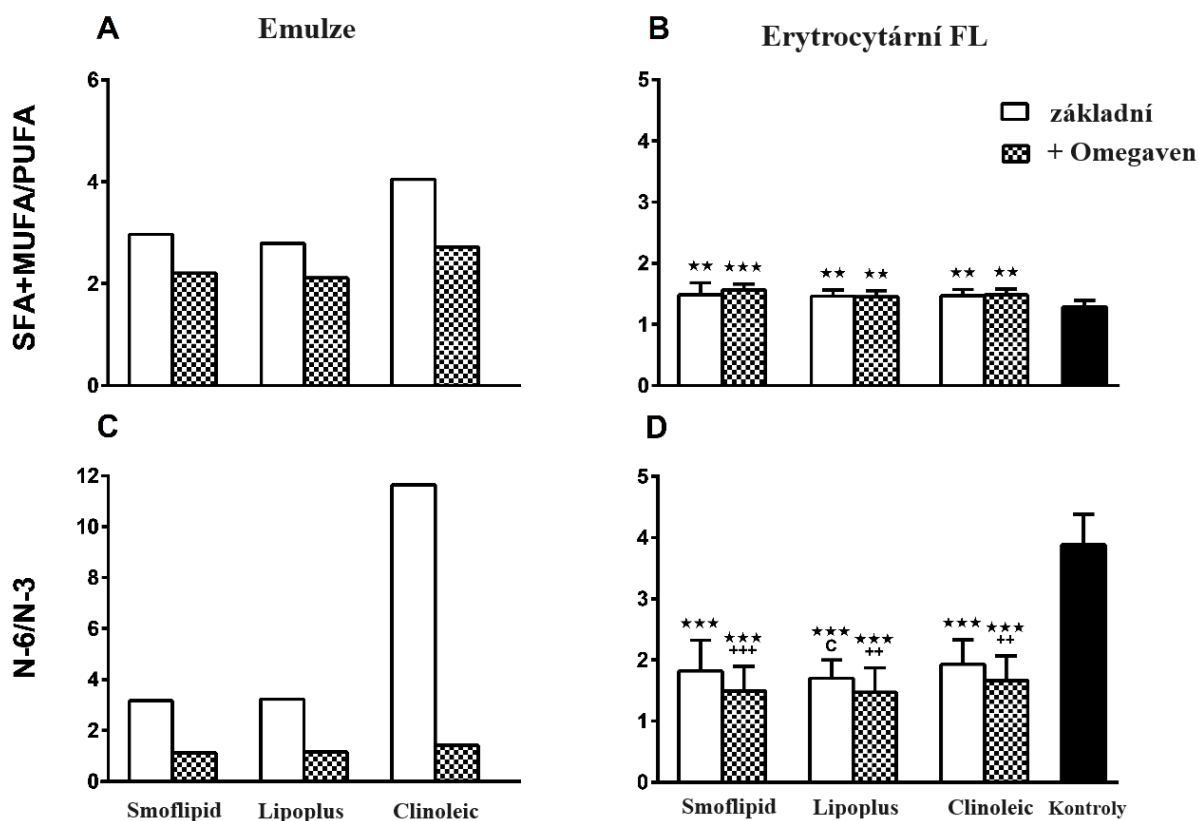 A
Emulze
SFA+MUFA/PUFA
6
4
2
0
B
Erytrocytární FL
5
4
3
2
1
0
základní
+ Omegaven
★★ ★★★ ★★ ★★ ★★ ★★
C
N-6/N-3
12
10
8
6
4
2
0
Smoflipid Lipoplus Clinoleic
D
5
4
3
2
1
0
★★★ ★★★ ★★★ ★★★ ★★★ ★★★
+++ C ++ ++
Smoflipid Lipoplus Clinoleic Kontroly